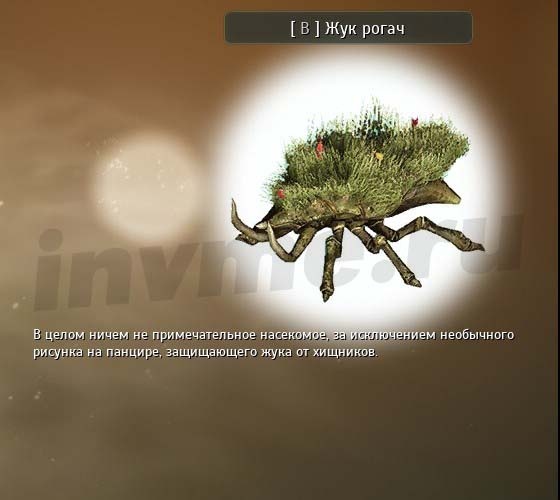 [ B ] Жук рогач
invme.ru
В целом ничем не примечательное насекомое, за исключением необычного
рисунка на панцире, защищающего жука от хищников.